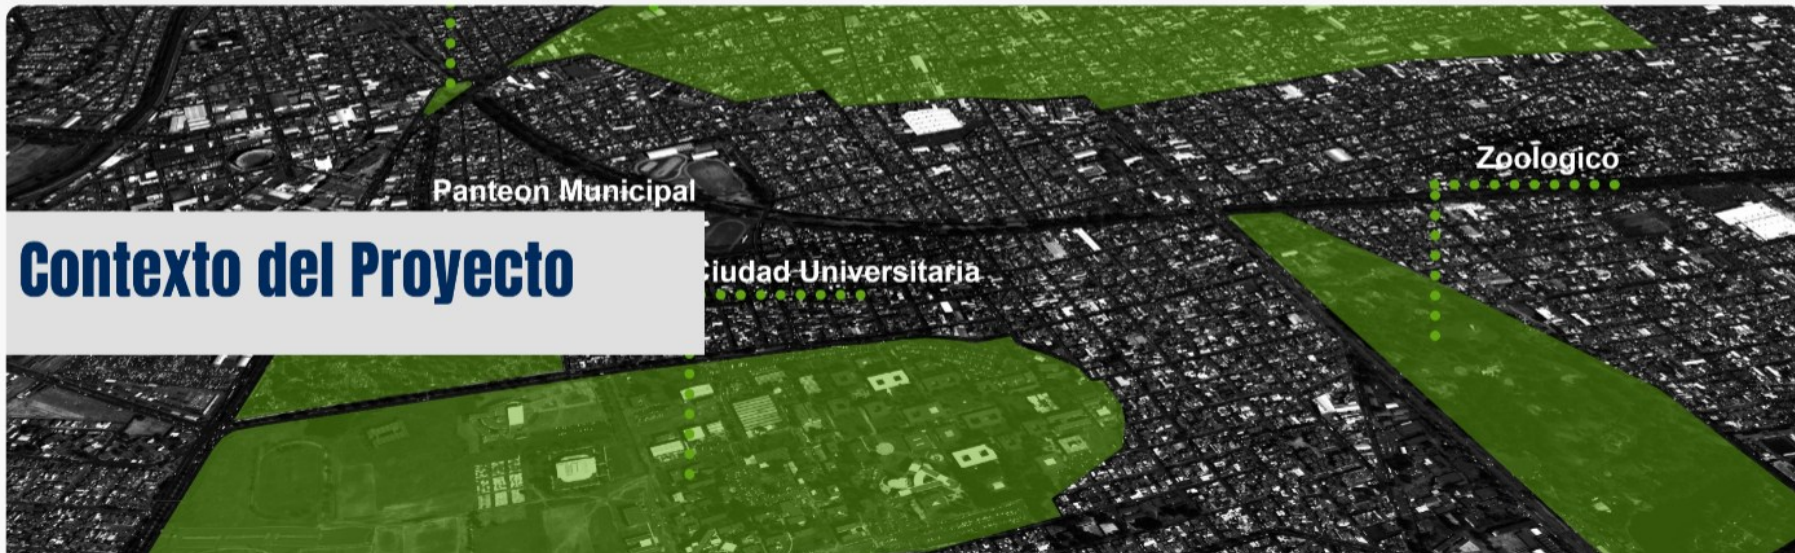 Zoologico
Panteon Municipal
Contexto del Proyecto
Ciudad Universitaria